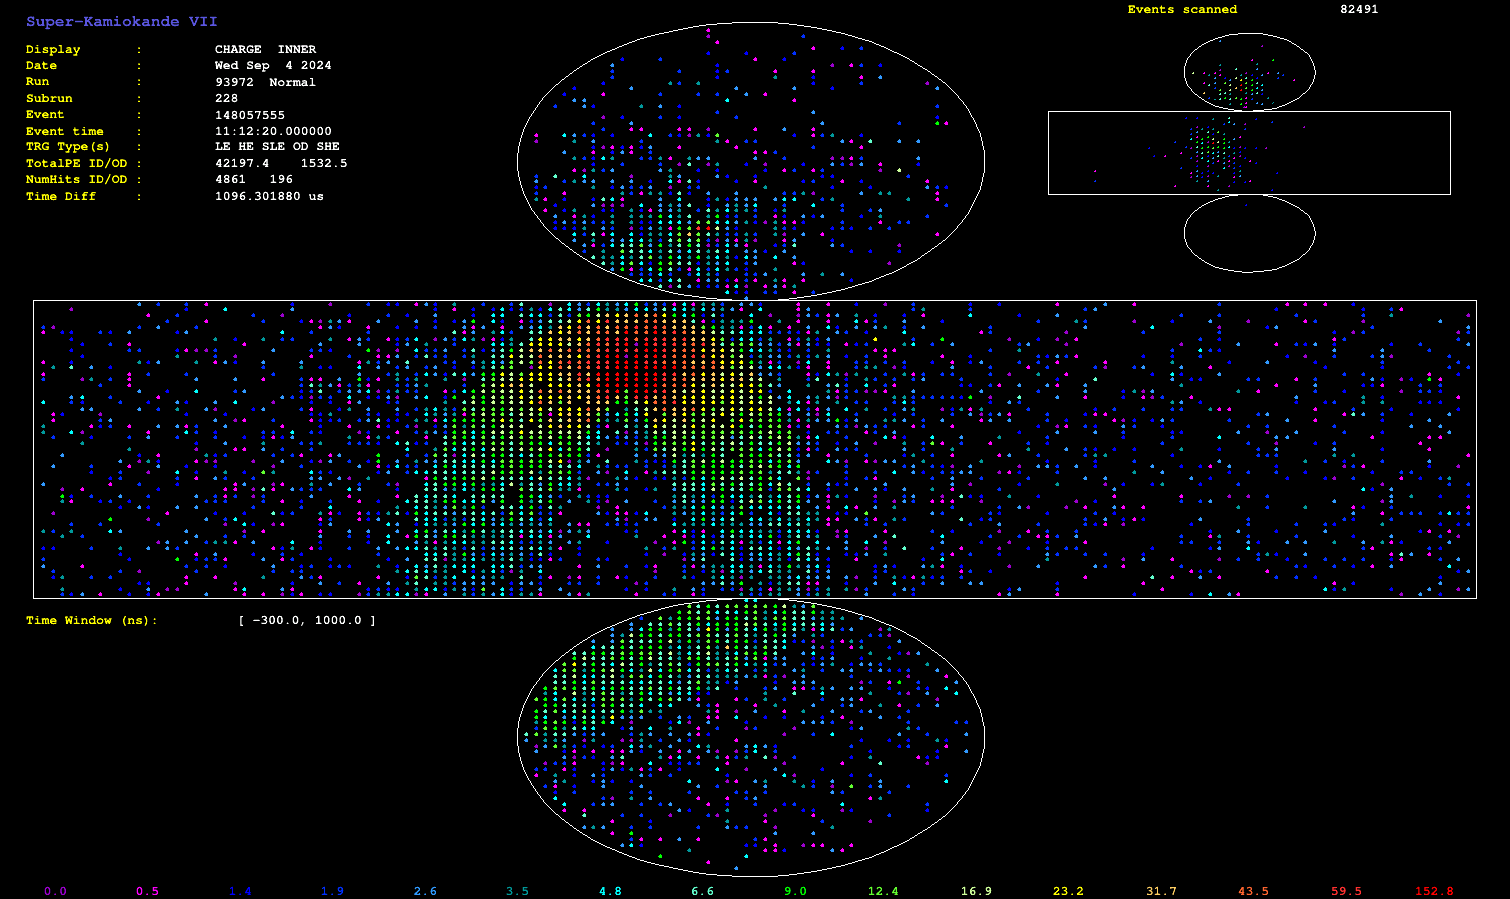 Super-Kamiokande VII
Events scanned 82491
Display : CHARGE INNER
Date : Wed Sep 4 2024
Run : 93972 Normal
Subrun : 228
Event : 148057555
Event time : 11:12:20.000000
TRG Type(s) : LE HE SLE OD SHE
TotalPE ID/OD : 42197.4 1532.5
NumHits ID/OD : 4861 196
Time Diff : 1096.301880 us
Time Window (ns): [ -300.0, 1000.0 ]
0.0 0.5 1.4 1.9 2.6 3.5 4.8 6.6 9.0 12.4 16.9 23.2 31.7 43.5 59.5 152.8